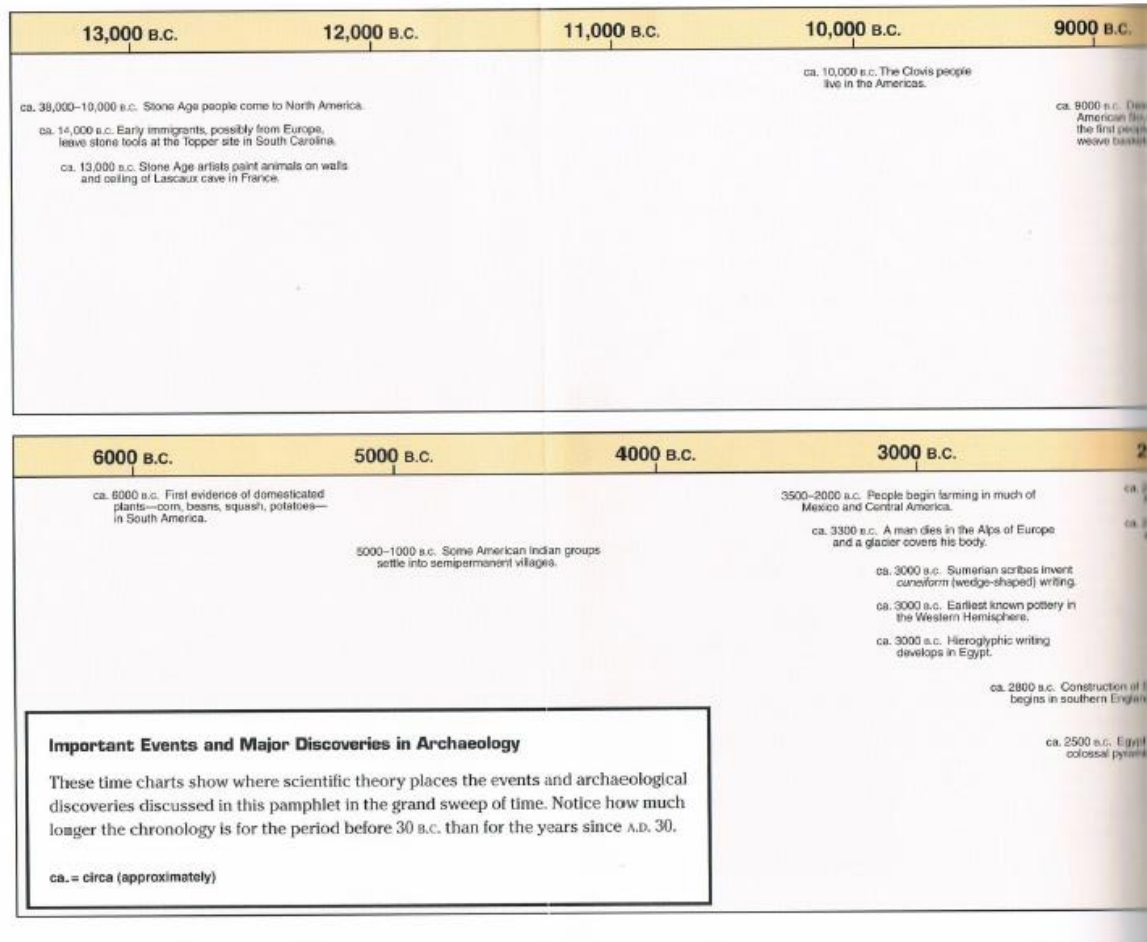 13,000 B.C. 12,000 B.C. 11,000 B.C. 10,000 B.C. 9000 B.C.
ca. 10,000 B.C. The Clovis people
live in the Americas.
ca. 38,000–10,000 B.C. Stone Age people come to North America.
ca. 14,000 B.C. Early immigrants, possibly from Europe,
leave stone tools at the Topper site in South Carolina.
ca. 13,000 B.C. Stone Age artists paint animals on walls
and ceiling of Lascaux cave in France.
ca. 9000 B.C.
American
the first
weave
6000 B.C. 5000 B.C. 4000 B.C. 3000 B.C. 2
ca. 6000 B.C. First evidence of domesticated
plants—corn, beans, squash, potatoes—
in South America.
5000–1000 B.C. Some American Indian groups
settle into semipermanent villages.
3500–2000 B.C. People begin farming in much of
Mexico and Central America.
ca. 3300 B.C. A man dies in the Alps of Europe
and a glacier covers his body.
ca. 3000 B.C. Sumerian scribes invent
cuneiform (wedge-shaped) writing.
ca. 3000 B.C. Earliest known pottery in
the Western Hemisphere.
ca. 3000 B.C. Hieroglyphic writing
develops in Egypt.
ca. 2800 B.C. Construction of
begins in southern
ca. 2500 B.C.
colossal
ca.
ca.
Important Events and Major Discoveries in Archaeology
These time charts show where scientific theory places the events and archaeological
discoveries discussed in this pamphlet in the grand sweep of time. Notice how much
longer the chronology is for the period before 30 B.C. than for the years since A.D. 30.
ca. = circa (approximately)